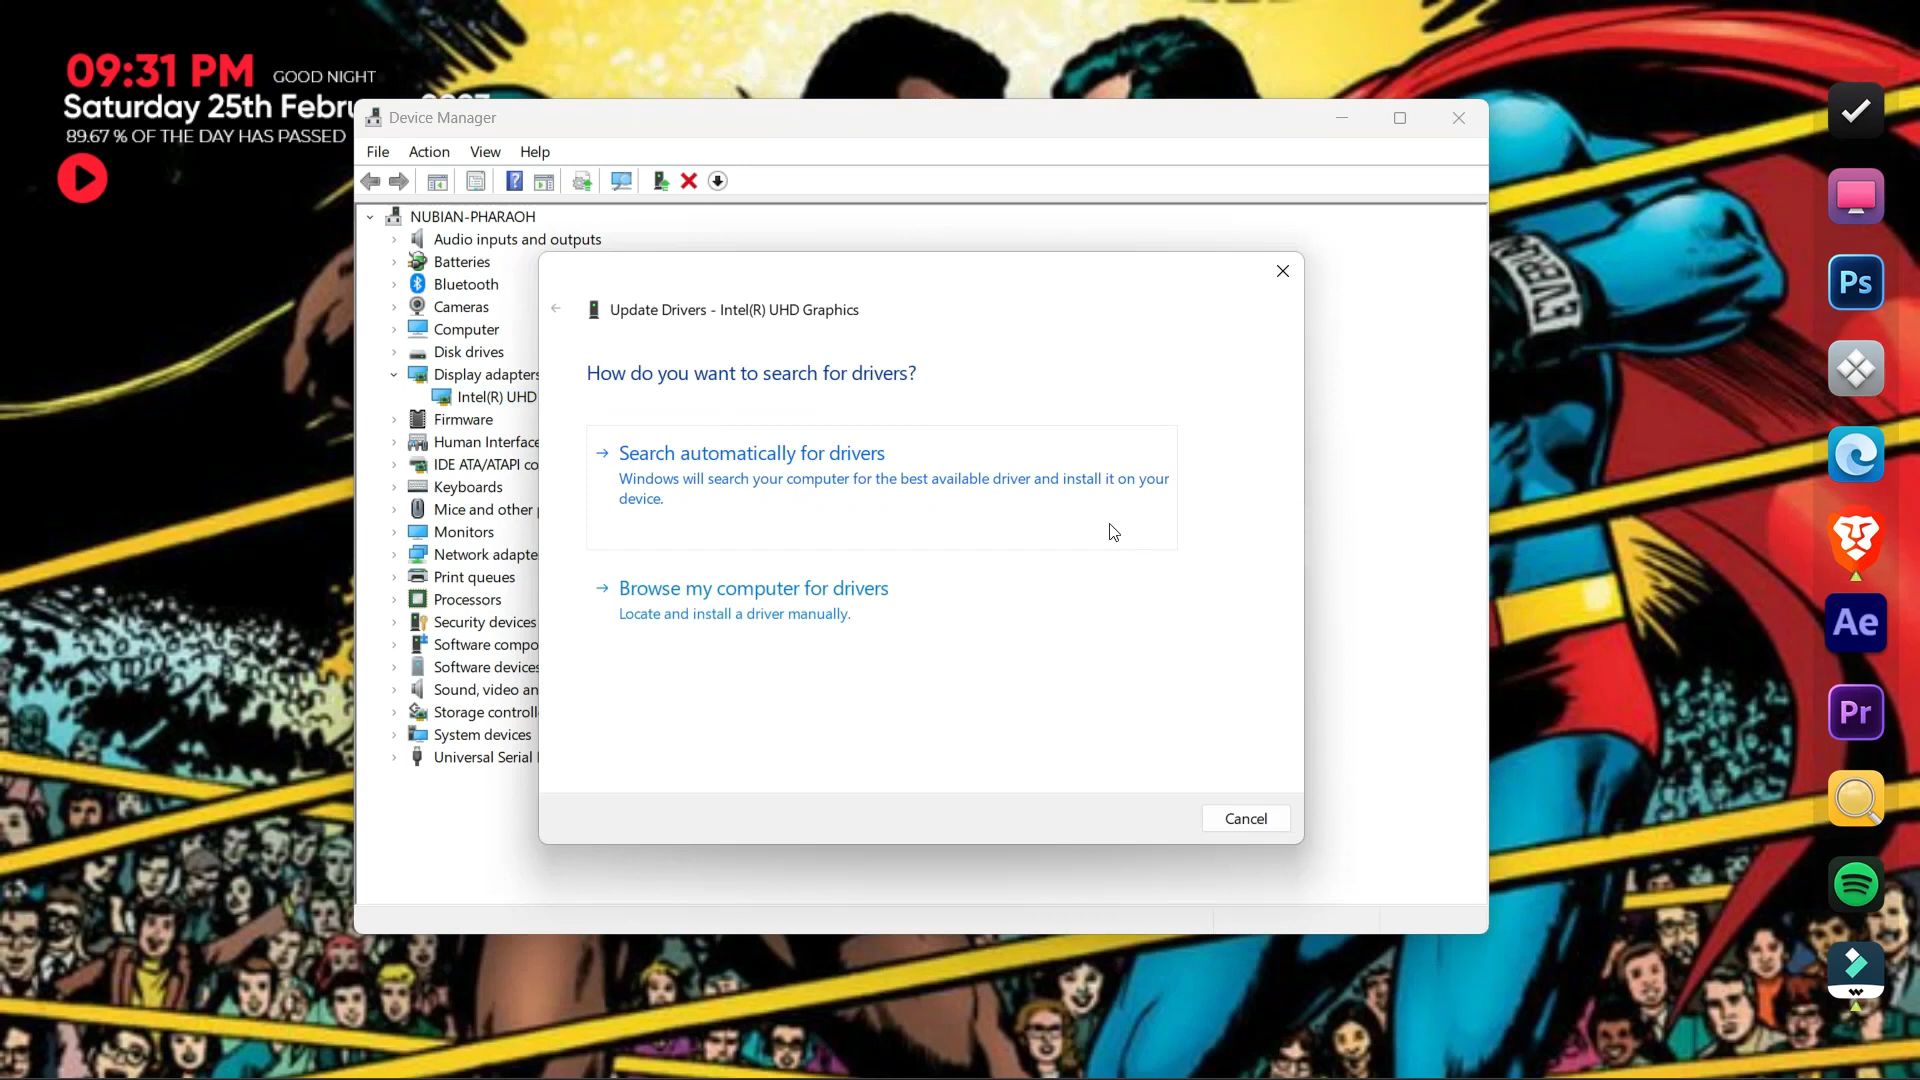 09:31 PM GOOD NIGHT
Saturday 25th Febru
89.67 % OF THE DAY HAS PASSED
Device Manager
File Action View Help
NUBIAN-PHARAOH
Audio inputs and outputs
Batteries
Bluetooth
Cameras
Computer
Disk drives
Display adapters
Intel(R) UHD
Firmware
Human Interface
IDE ATA/ATAPI co
Keyboards
Mice and other
Monitors
Network adapte
Print queues
Processors
Security devices
Software compo
Software devices
Sound, video an
Storage controll
System devices
Universal Serial
Update Drivers - Intel(R) UHD Graphics
How do you want to search for drivers?
Search automatically for drivers
Windows will search your computer for the best available driver and install it on your
device.
Browse my computer for drivers
Locate and install a driver manually.
Cancel
Ps
Ae
Pr